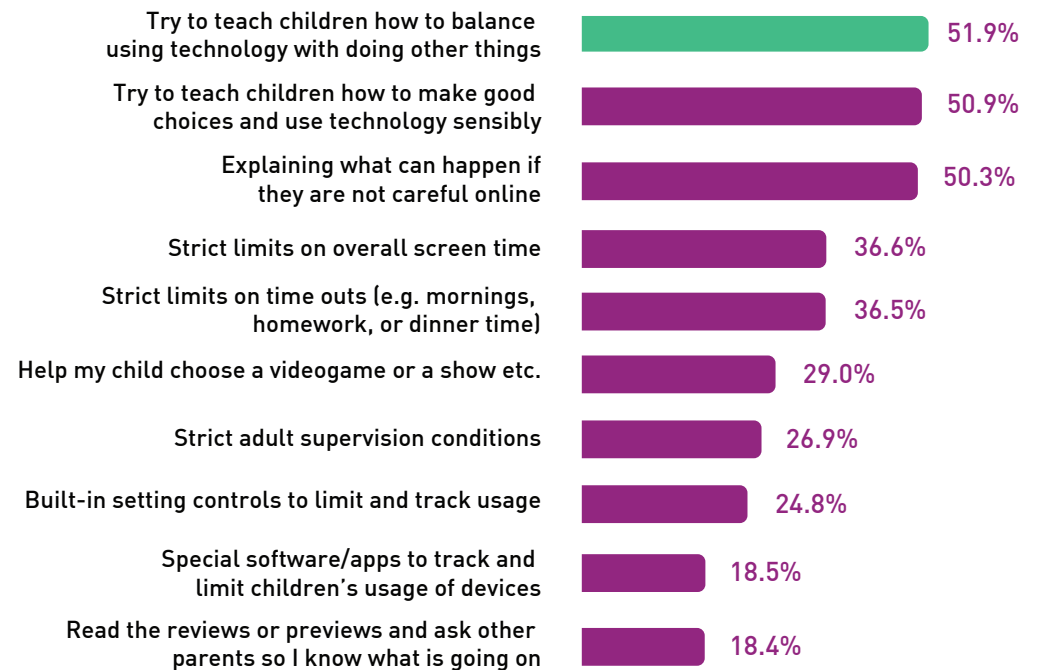 Try to teach children how to balance
using technology with doing other things
51.9%
Try to teach children how to make good
choices and use technology sensibly
50.9%
Explaining what can happen if
they are not careful online
50.3%
Strict limits on overall screen time
36.6%
Strict limits on time outs (e.g. mornings,
homework, or dinner time)
36.5%
Help my child choose a videogame or a show etc.
29.0%
Strict adult supervision conditions
26.9%
Built-in setting controls to limit and track usage
24.8%
Special software/apps to track and
limit children’s usage of devices
18.5%
Read the reviews or previews and ask other
parents so I know what is going on
18.4%